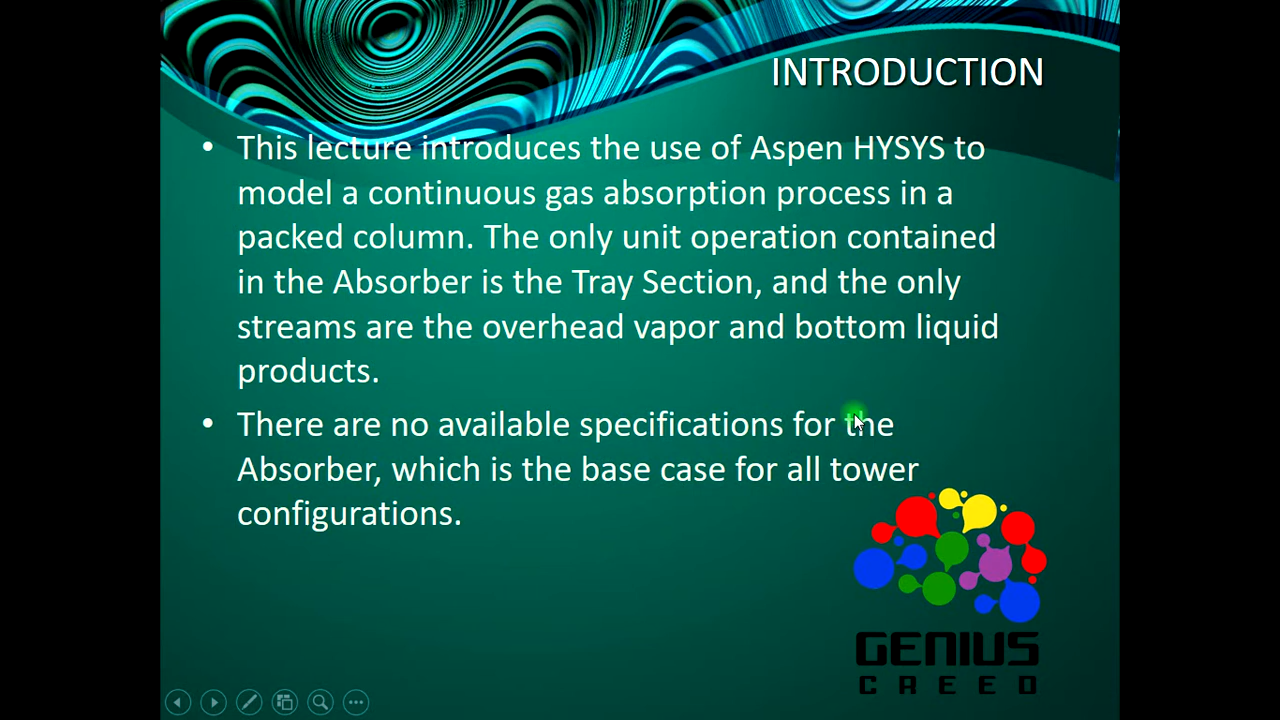 INTRODUCTION
• This lecture introduces the use of Aspen HYSYS to
model a continuous gas absorption process in a
packed column. The only unit operation contained
in the Absorber is the Tray Section, and the only
streams are the overhead vapor and bottom liquid
products.
• There are no available specifications for the
Absorber, which is the base case for all tower
configurations.
GENIUS
CREED